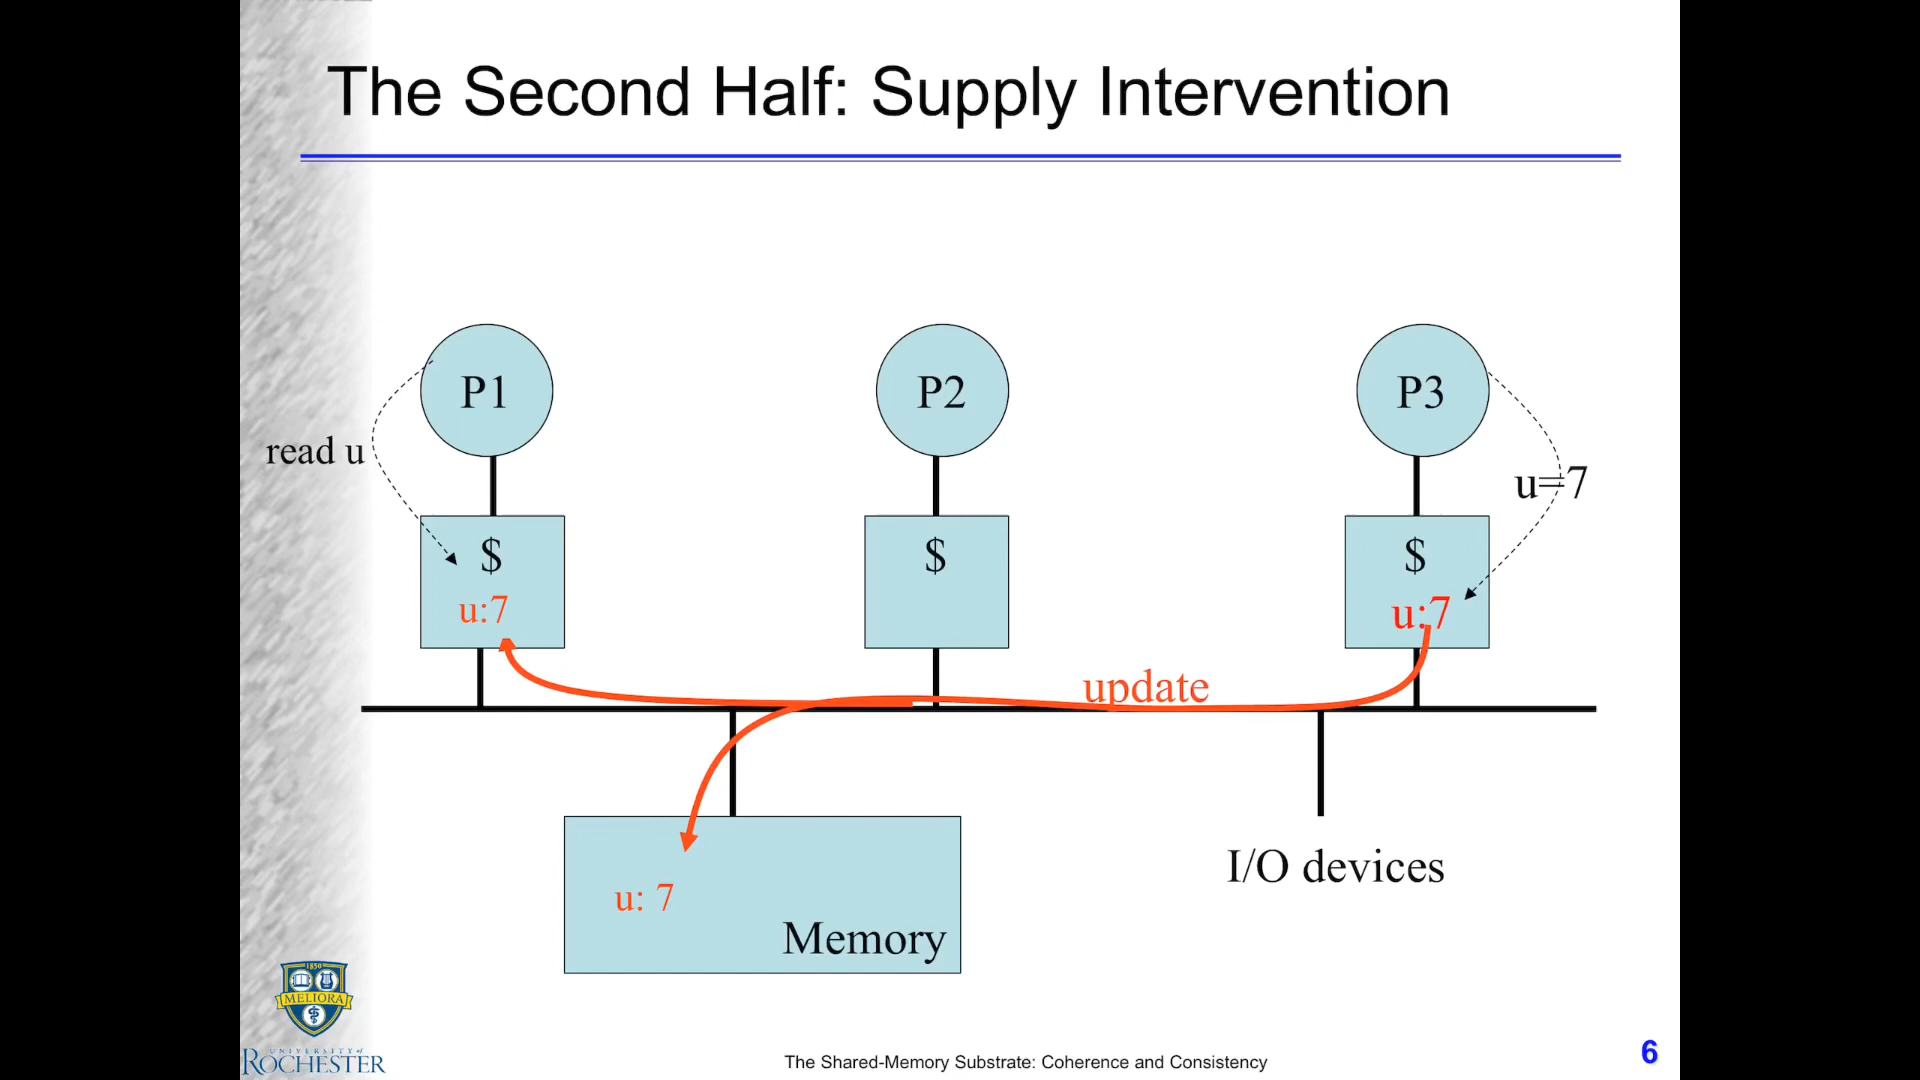 The Second Half: Supply Intervention
P1
P2
P3
read u
u=7
$
$
$
u:7
u:7
update
I/O devices
u: 7
Memory
1850
MELIORA
UNIVERSITY of
ROCHESTER
The Shared-Memory Substrate: Coherence and Consistency
6